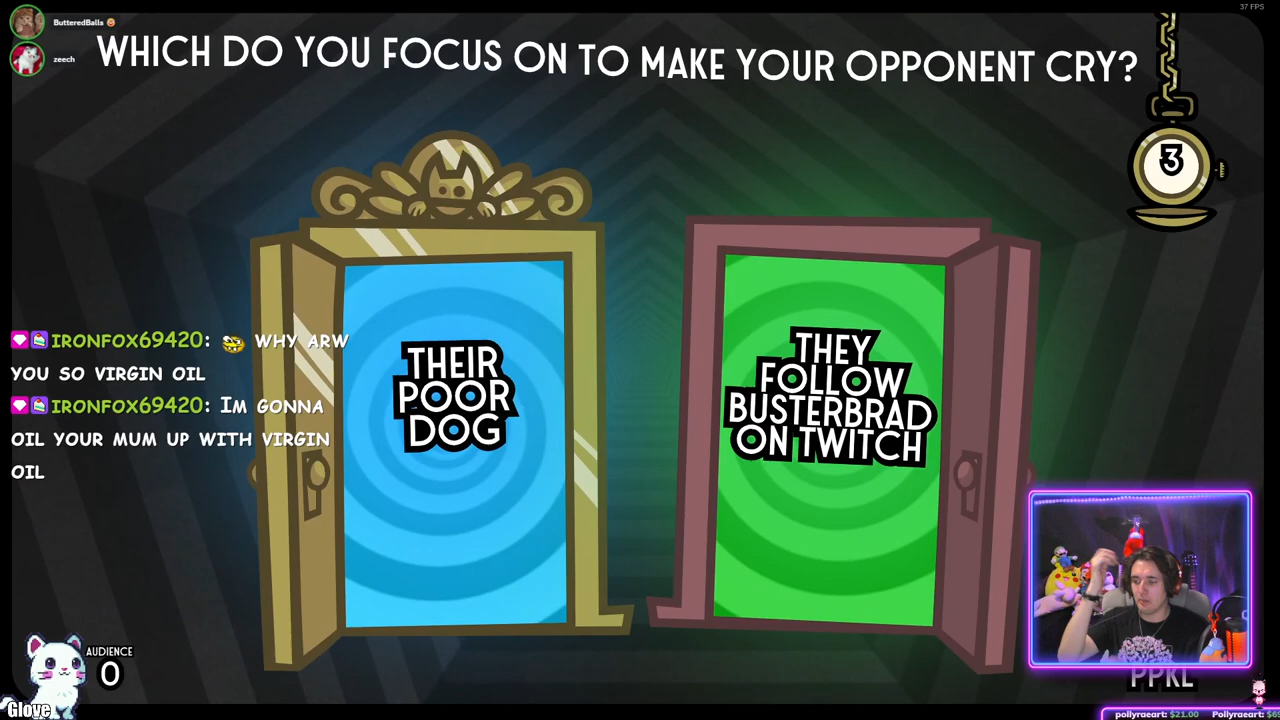 37 FPS
ButteredBalls
zeech
WHICH DO YOU FOCUS ON TO MAKE YOUR OPPONENT CRY?
3
THEIR
POOR
DOG
THEY
FOLLOW
BUSTERBRAD
ON TWITCH
IRONFOX69420: WHY ARW
YOU SO VIRGIN OIL
IRONFOX69420: IM GONNA
OIL YOUR MUM UP WITH VIRGIN
OIL
AUDIENCE
0
Glove
PPKL
pollyraeart: $21.00 Pollyraeart: